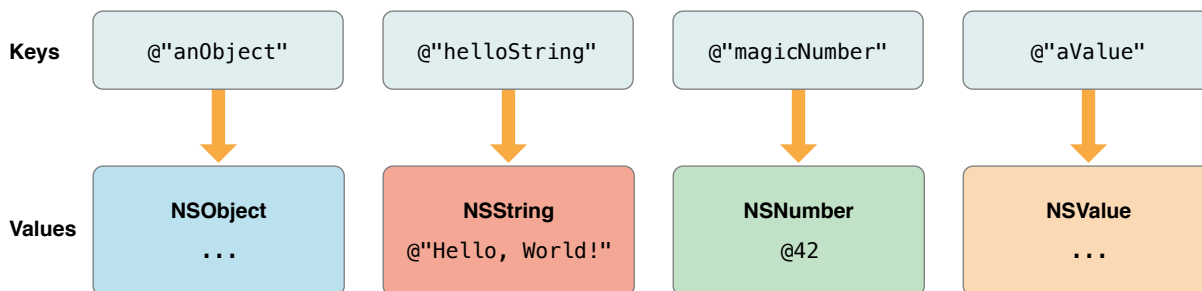 Keys @"anObject" @"helloString" @"magicNumber" @"aValue"
NSObject NSString NSNumber NSValue
Values
... @"Hello, World!" @42 ...